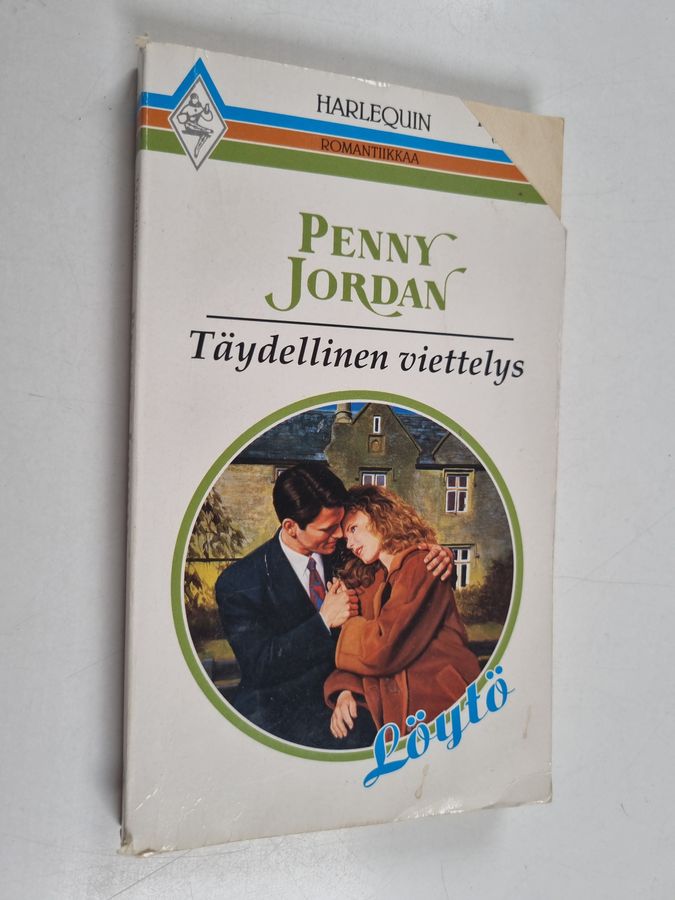 HARLEQUIN
ROMANTIIKKAA
PENNY
JORDAN
Täydellinen viettelys
Löytö